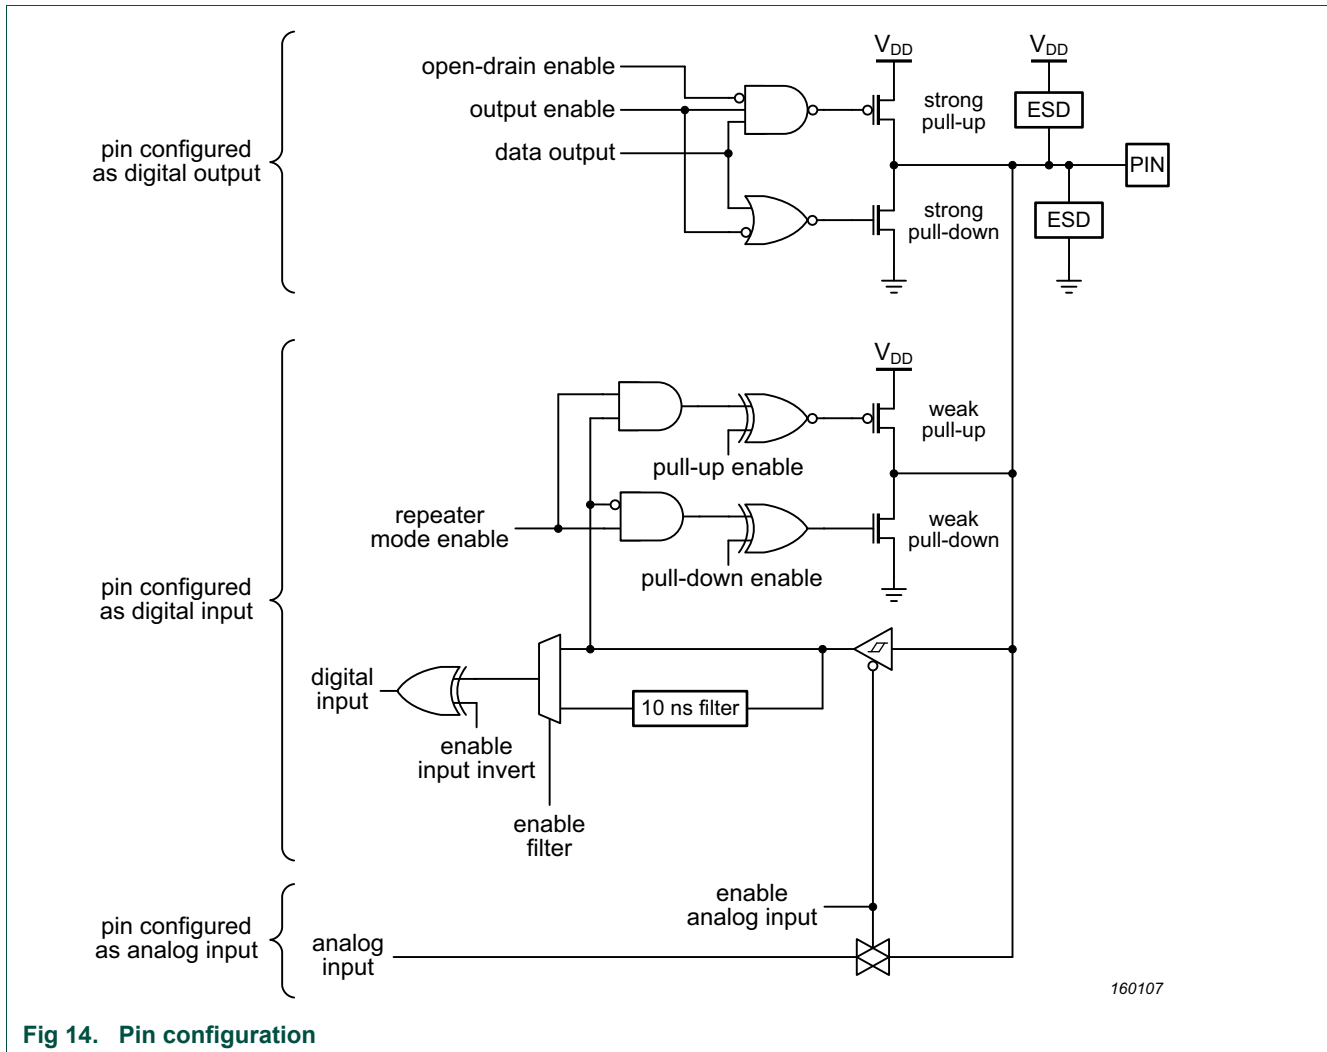 pin configured
as digital output
open-drain enable
output enable
data output
VDD
strong
pull-up
strong
pull-down
VDD
ESD
PIN
ESD
pin configured
as digital input
VDD
weak
pull-up
pull-up enable
repeater
mode enable
weak
pull-down
pull-down enable
digital
input
10 ns filter
enable
input invert
enable
filter
pin configured
as analog input
analog
input
enable
analog input
160107
Fig 14. Pin configuration